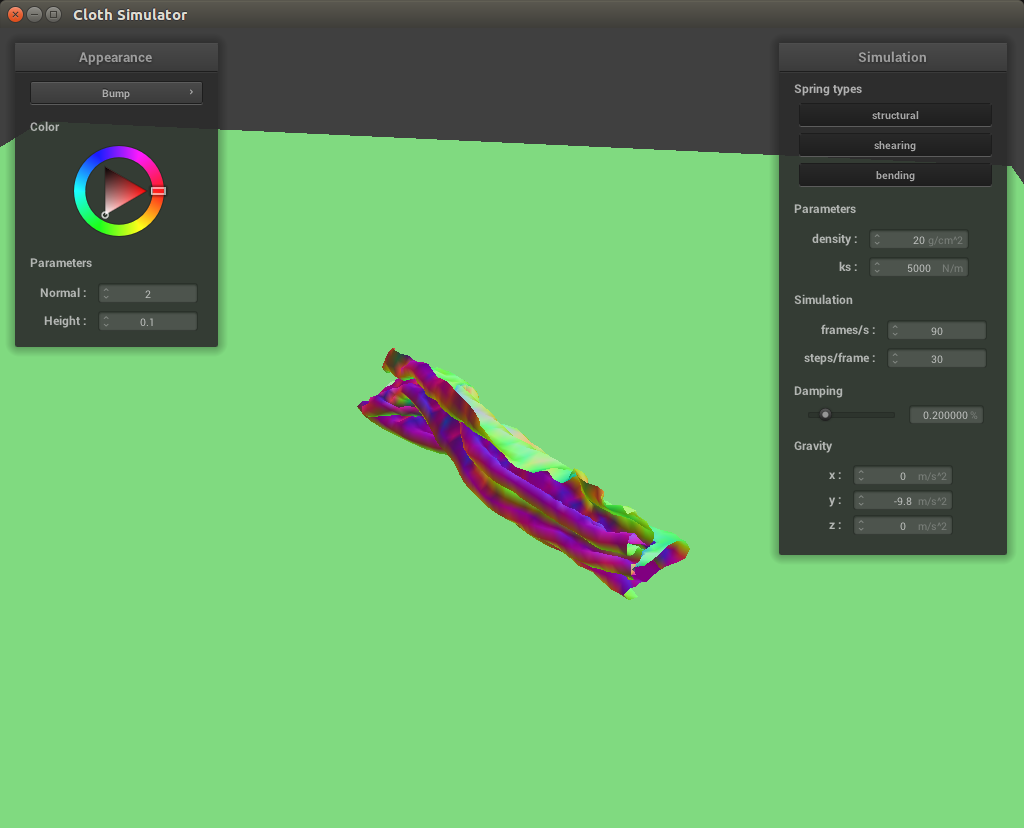 Cloth Simulator
Appearance
Bump
Color
Parameters
Normal : 2
Height : 0.1
Simulation
Spring types
structural
shearing
bending
Parameters
density : 20 g/cm^2
ks : 5000 N/m
Simulation
frames/s : 90
steps/frame : 30
Damping
0.200000 %
Gravity
x : 0 m/s^2
y : -9.8 m/s^2
z : 0 m/s^2